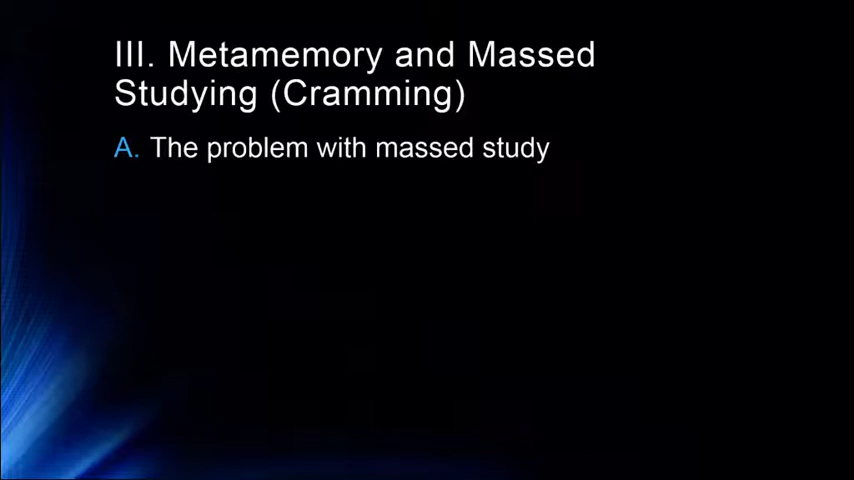 III. Metamemory and Massed
Studying (Cramming)
A. The problem with massed study